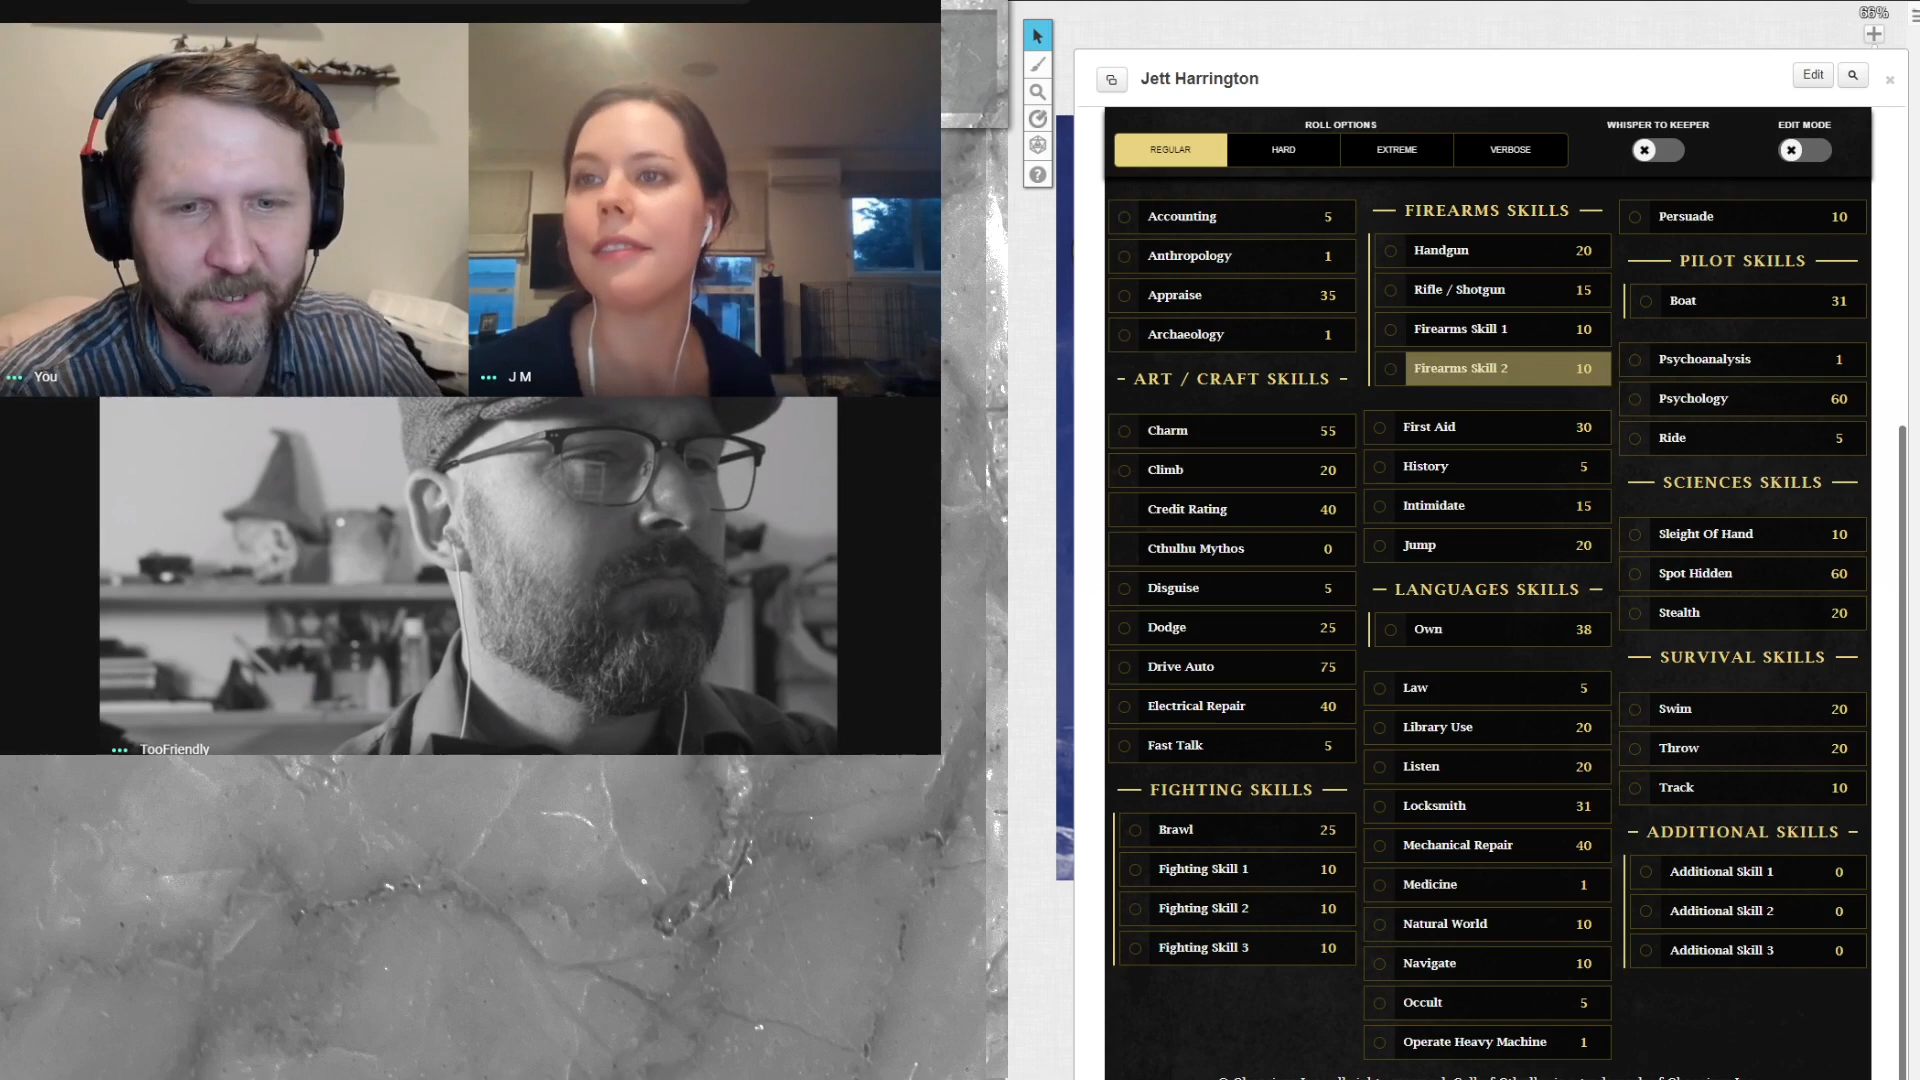 You
J M
TooFriendly
66%
Jett Harrington
Edit
ROLL OPTIONS
WHISPER TO KEEPER
EDIT MODE
REGULAR
HARD
EXTREME
VERBOSE
Accounting 5
Anthropology 1
Appraise 35
Archaeology 1
ART / CRAFT SKILLS
Charm 55
Climb 20
Credit Rating 40
Cthulhu Mythos 0
Disguise 5
Dodge 25
Drive Auto 75
Electrical Repair 40
Fast Talk 5
FIGHTING SKILLS
Brawl 25
Fighting Skill 1 10
Fighting Skill 2 10
Fighting Skill 3 10
FIREARMS SKILLS
Handgun 20
Rifle / Shotgun 15
Firearms Skill 1 10
Firearms Skill 2 10
First Aid 30
History 5
Intimidate 15
Jump 20
LANGUAGES SKILLS
Own 38
Law 5
Library Use 20
Listen 20
Locksmith 31
Mechanical Repair 40
Medicine 1
Natural World 10
Navigate 10
Occult 5
Operate Heavy Machine 1
Persuade 10
PILOT SKILLS
Boat 31
Psychoanalysis 1
Psychology 60
Ride 5
SCIENCES SKILLS
Sleight Of Hand 10
Spot Hidden 60
Stealth 20
SURVIVAL SKILLS
Swim 20
Throw 20
Track 10
ADDITIONAL SKILLS
Additional Skill 1 0
Additional Skill 2 0
Additional Skill 3 0